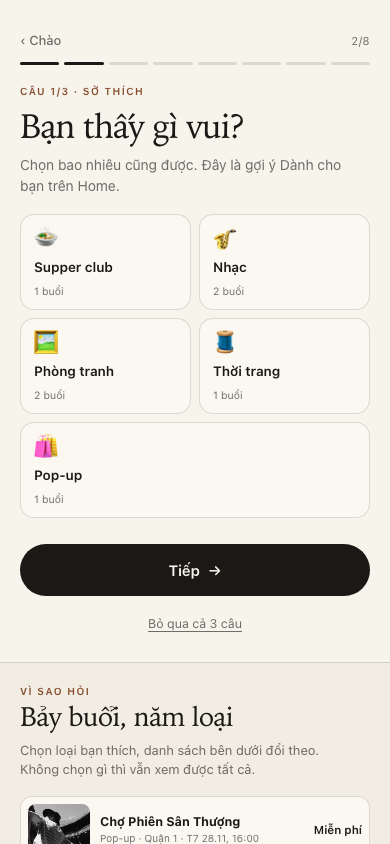 ‹ Chào
2/8
CÂU 1/3 · SỞ THÍCH
Bạn thấy gì vui?
Chọn bao nhiêu cũng được. Đây là gợi ý Dành cho
bạn trên Home.
Supper club
1 buổi
Nhạc
2 buổi
Phòng tranh
2 buổi
Thời trang
1 buổi
Pop-up
1 buổi
Tiếp →
Bỏ qua cả 3 câu
VÌ SAO HỎI
Bảy buổi, năm loại
Chọn loại bạn thích, danh sách bên dưới đổi theo.
Không chọn gì thì vẫn xem được tất cả.
Chợ Phiên Sân Thượng
Pop-up · Quận 1 · T7 28.11, 16:00
Miễn phí